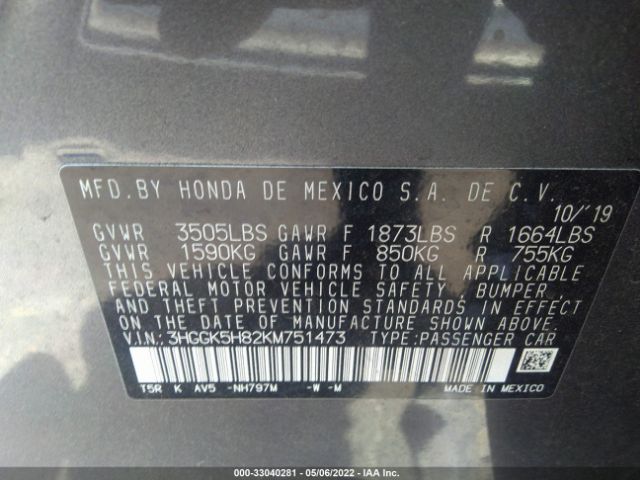 MFD. BY HONDA DE MEXICO S.A. DE C.V.
10/'19
GVWR 3505LBS GAWR F 1873LBS R 1664LBS
GVWR 1590KG GAWR F 850KG R 755KG
THIS VEHICLE CONFORMS TO ALL APPLICABLE
FEDERAL MOTOR VEHICLE SAFETY, BUMPER,
AND THEFT PREVENTION STANDARDS IN EFFECT
ON THE DATE OF MANUFACTURE SHOWN ABOVE.
V.I.N.: 3HGGK5H82KM751473 TYPE:PASSENGER CAR
T5R K AV5 -NH797M -W -M MADE IN MEXICO
000-33040281 - 05/06/2022 - IAA Inc.